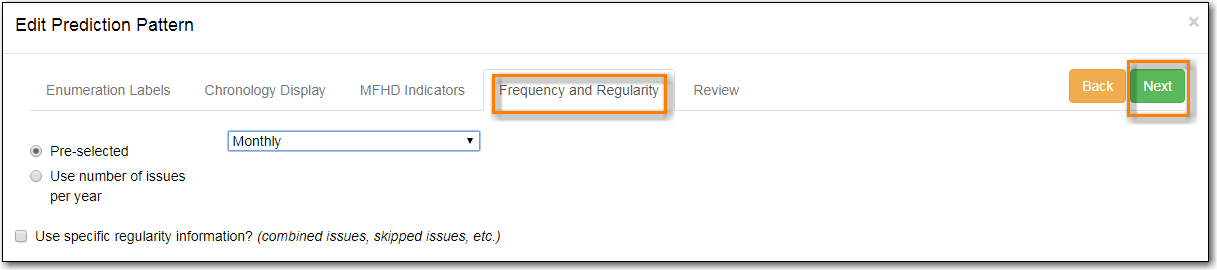 Edit Prediction Pattern ×
Enumeration Labels Chronology Display MFHD Indicators Frequency and Regularity Review Back Next
Pre-selected Monthly
Use number of issues
per year
Use specific regularity information? (combined issues, skipped issues, etc.)